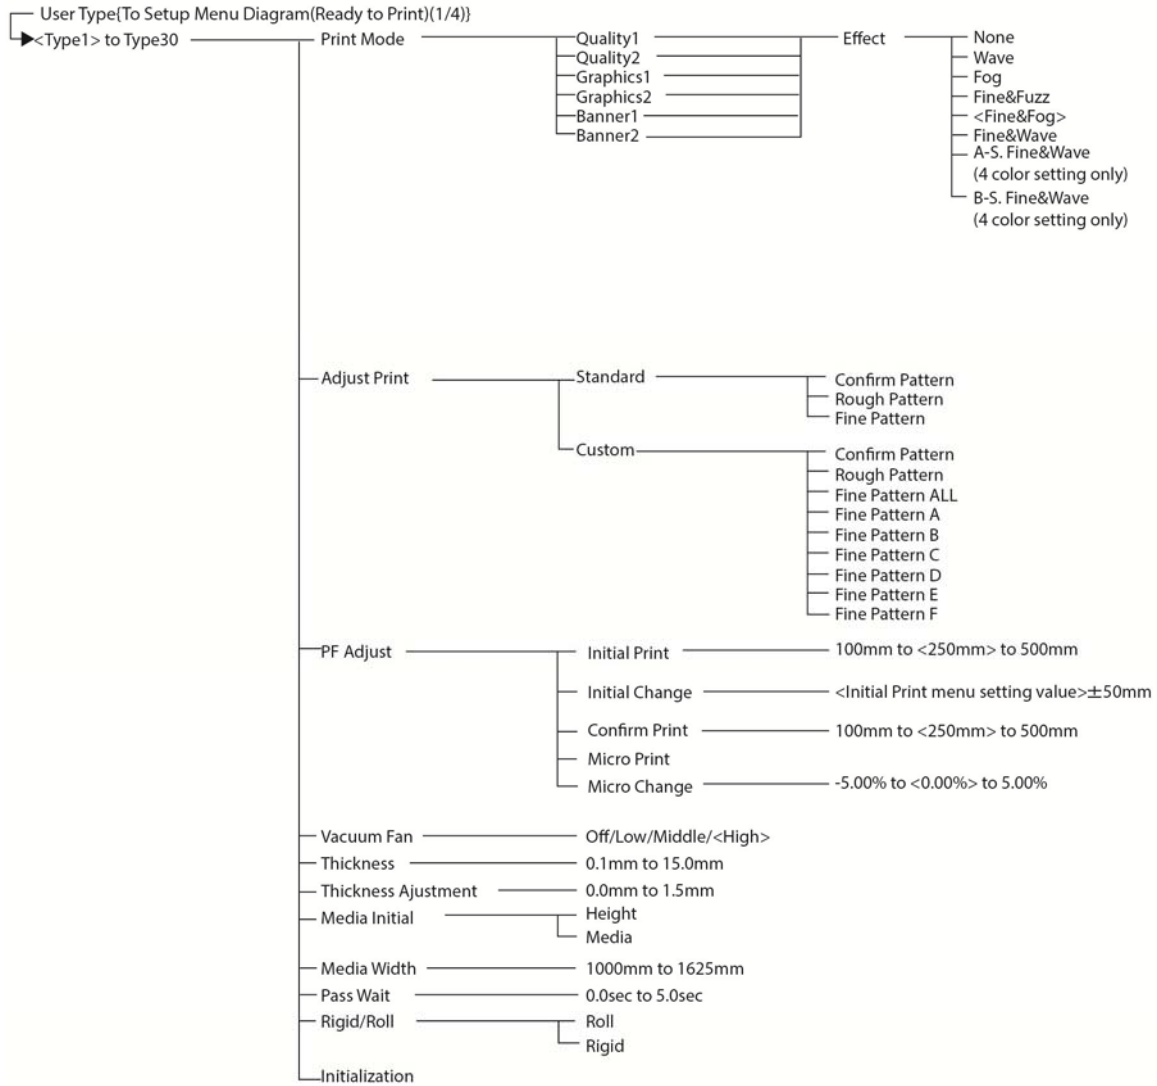 User Type{To Setup Menu Diagram(Ready to Print)(1/4)}
<Type1> to Type30
Print Mode
Quality1
Quality2
Graphics1
Graphics2
Banner1
Banner2
Effect
None
Wave
Fog
Fine&Fuzz
<Fine&Fog>
Fine&Wave
A-S. Fine&Wave
(4 color setting only)
B-S. Fine&Wave
(4 color setting only)
Adjust Print
Standard
Confirm Pattern
Rough Pattern
Fine Pattern
Custom
Confirm Pattern
Rough Pattern
Fine Pattern ALL
Fine Pattern A
Fine Pattern B
Fine Pattern C
Fine Pattern D
Fine Pattern E
Fine Pattern F
PF Adjust
Initial Print
100mm to <250mm> to 500mm
Initial Change
<Initial Print menu setting value>±50mm
Confirm Print
100mm to <250mm> to 500mm
Micro Print
Micro Change
-5.00% to <0.00%> to 5.00%
Vacuum Fan
Off/Low/Middle/<High>
Thickness
0.1mm to 15.0mm
Thickness Ajustment
0.0mm to 1.5mm
Media Initial
Height
Media
Media Width
1000mm to 1625mm
Pass Wait
0.0sec to 5.0sec
Rigid/Roll
Roll
Rigid
Initialization